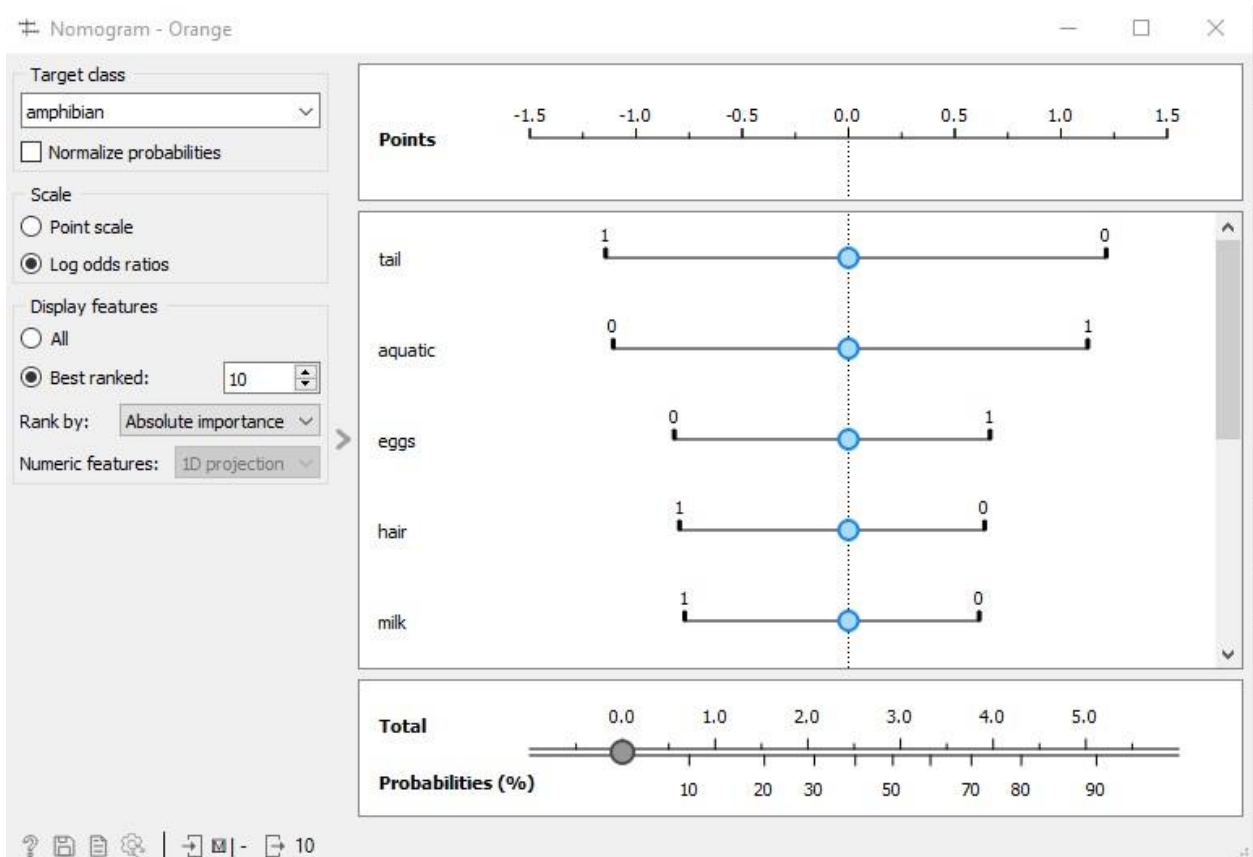 Nomogram - Orange
Target class
amphibian
Normalize probabilities
Scale
Point scale
Log odds ratios
Display features
All
Best ranked: 10
Rank by: Absolute importance
Numeric features: 1D projection
-1.5 -1.0 -0.5 0.0 0.5 1.0 1.5
Points
1 0
tail
0 1
aquatic
0 1
eggs
1 0
hair
1 0
milk
0.0 1.0 2.0 3.0 4.0 5.0
Total
Probabilities (%)
10 20 30 50 70 80 90
? | - 10